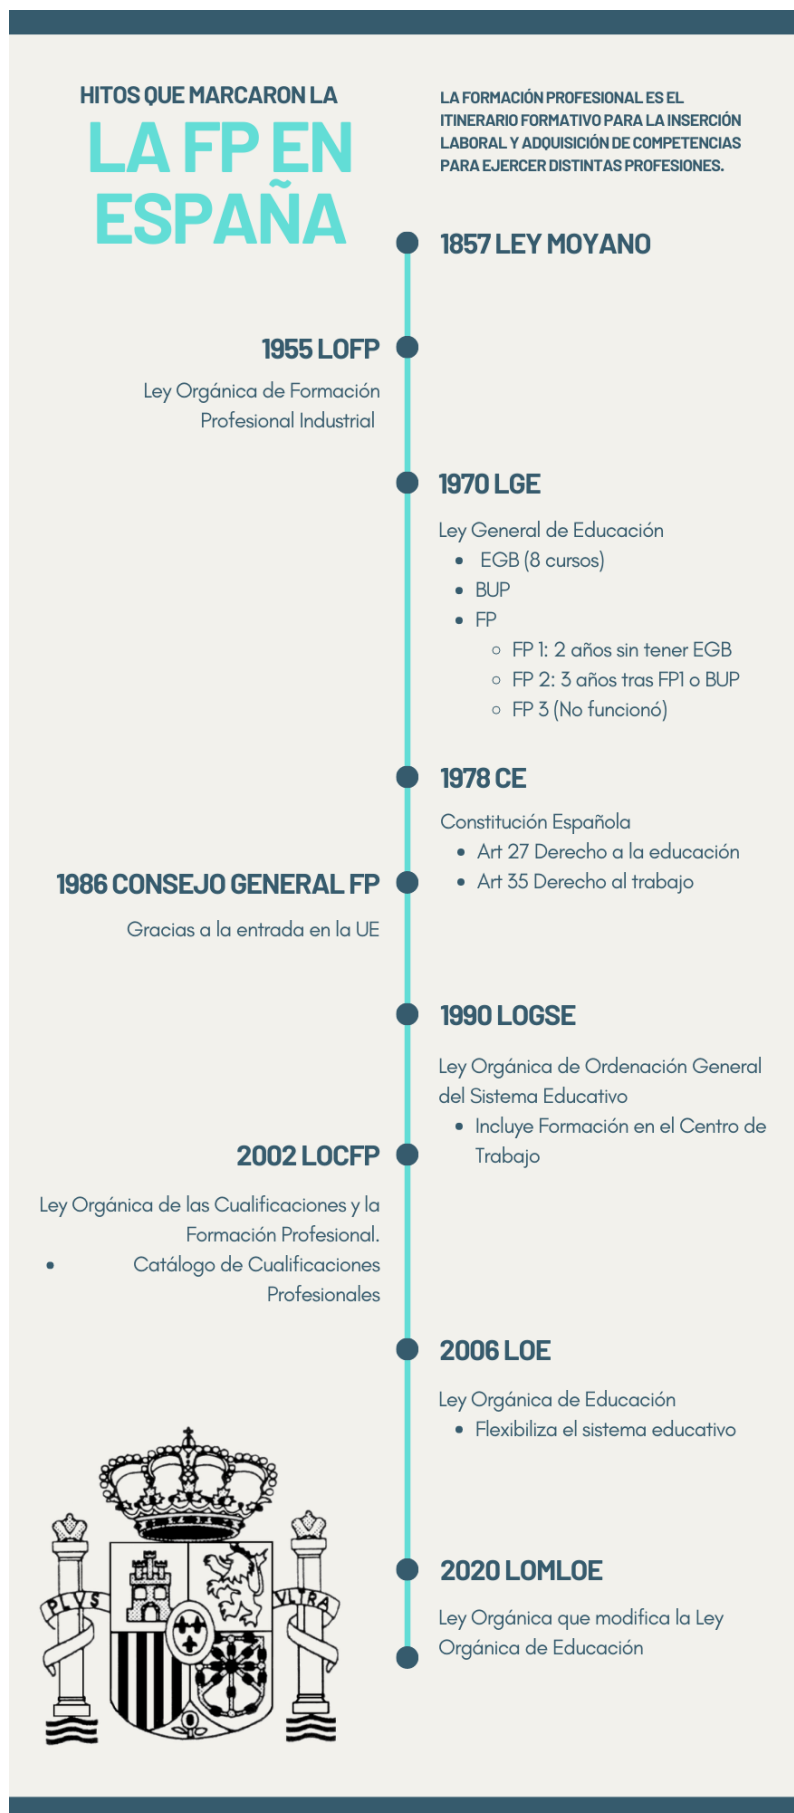 HITOS QUE MARCARON LA
LA FP EN
ESPAÑA
LA FORMACIÓN PROFESIONAL ES EL
ITINERARIO FORMATIVO PARA LA INSERCIÓN
LABORAL Y ADQUISICIÓN DE COMPETENCIAS
PARA EJERCER DISTINTAS PROFESIONES.
1857 LEY MOYANO
1955 LOFP
Ley Orgánica de Formación
Profesional Industrial
1970 LGE
Ley General de Educación
• EGB (8 cursos)
• BUP
• FP
○ FP 1: 2 años sin tener EGB
○ FP 2: 3 años tras FP1 o BUP
○ FP 3 (No funcionó)
1978 CE
Constitución Española
• Art 27 Derecho a la educación
• Art 35 Derecho al trabajo
1986 CONSEJO GENERAL FP
Gracias a la entrada en la UE
1990 LOGSE
Ley Orgánica de Ordenación General
del Sistema Educativo
• Incluye Formación en el Centro de
Trabajo
2002 LOCFP
Ley Orgánica de las Cualificaciones y la
Formación Profesional.
• Catálogo de Cualificaciones
Profesionales
2006 LOE
Ley Orgánica de Educación
• Flexibiliza el sistema educativo
2020 LOMLOE
Ley Orgánica que modifica la Ley
Orgánica de Educación
PLVS VLTRA